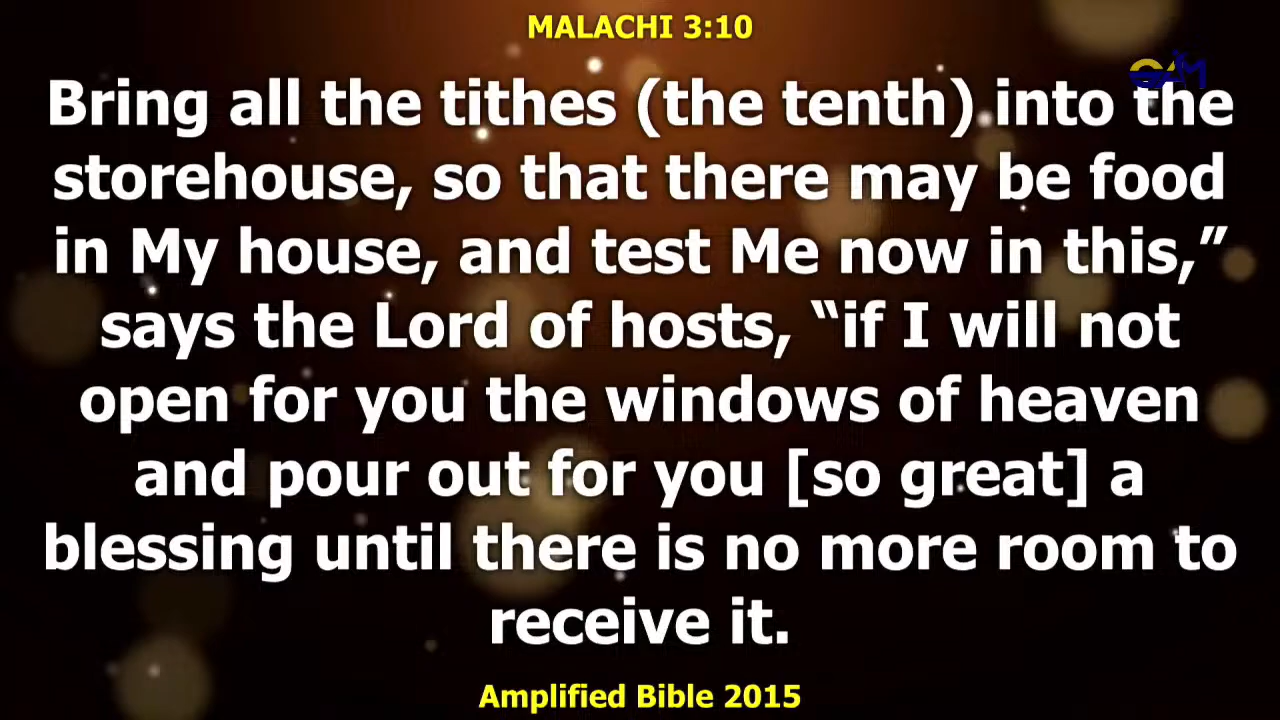 MALACHI 3:10
Bring all the tithes (the tenth) into the
storehouse, so that there may be food
in My house, and test Me now in this,”
says the Lord of hosts, “if I will not
open for you the windows of heaven
and pour out for you [so great] a
blessing until there is no more room to
receive it.
Amplified Bible 2015